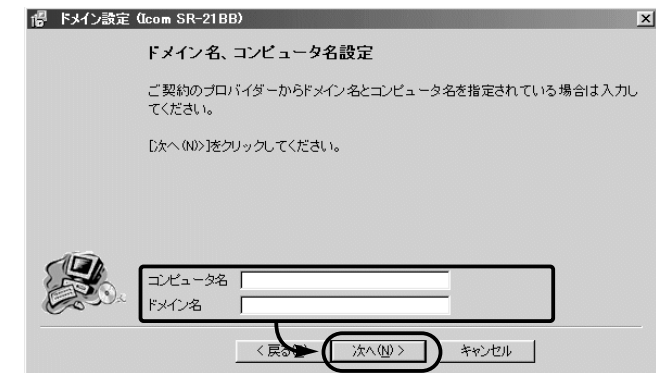 ドメイン設定 (Icom SR-21BB)
ドメイン名、コンピュータ名設定
ご契約のプロバイダーからドメイン名とコンピュータ名を指定されている場合は入力し
てください。
[次へ(N)>]をクリックしてください。
コンピュータ名
ドメイン名
< 戻る
次へ(N) >
キャンセル